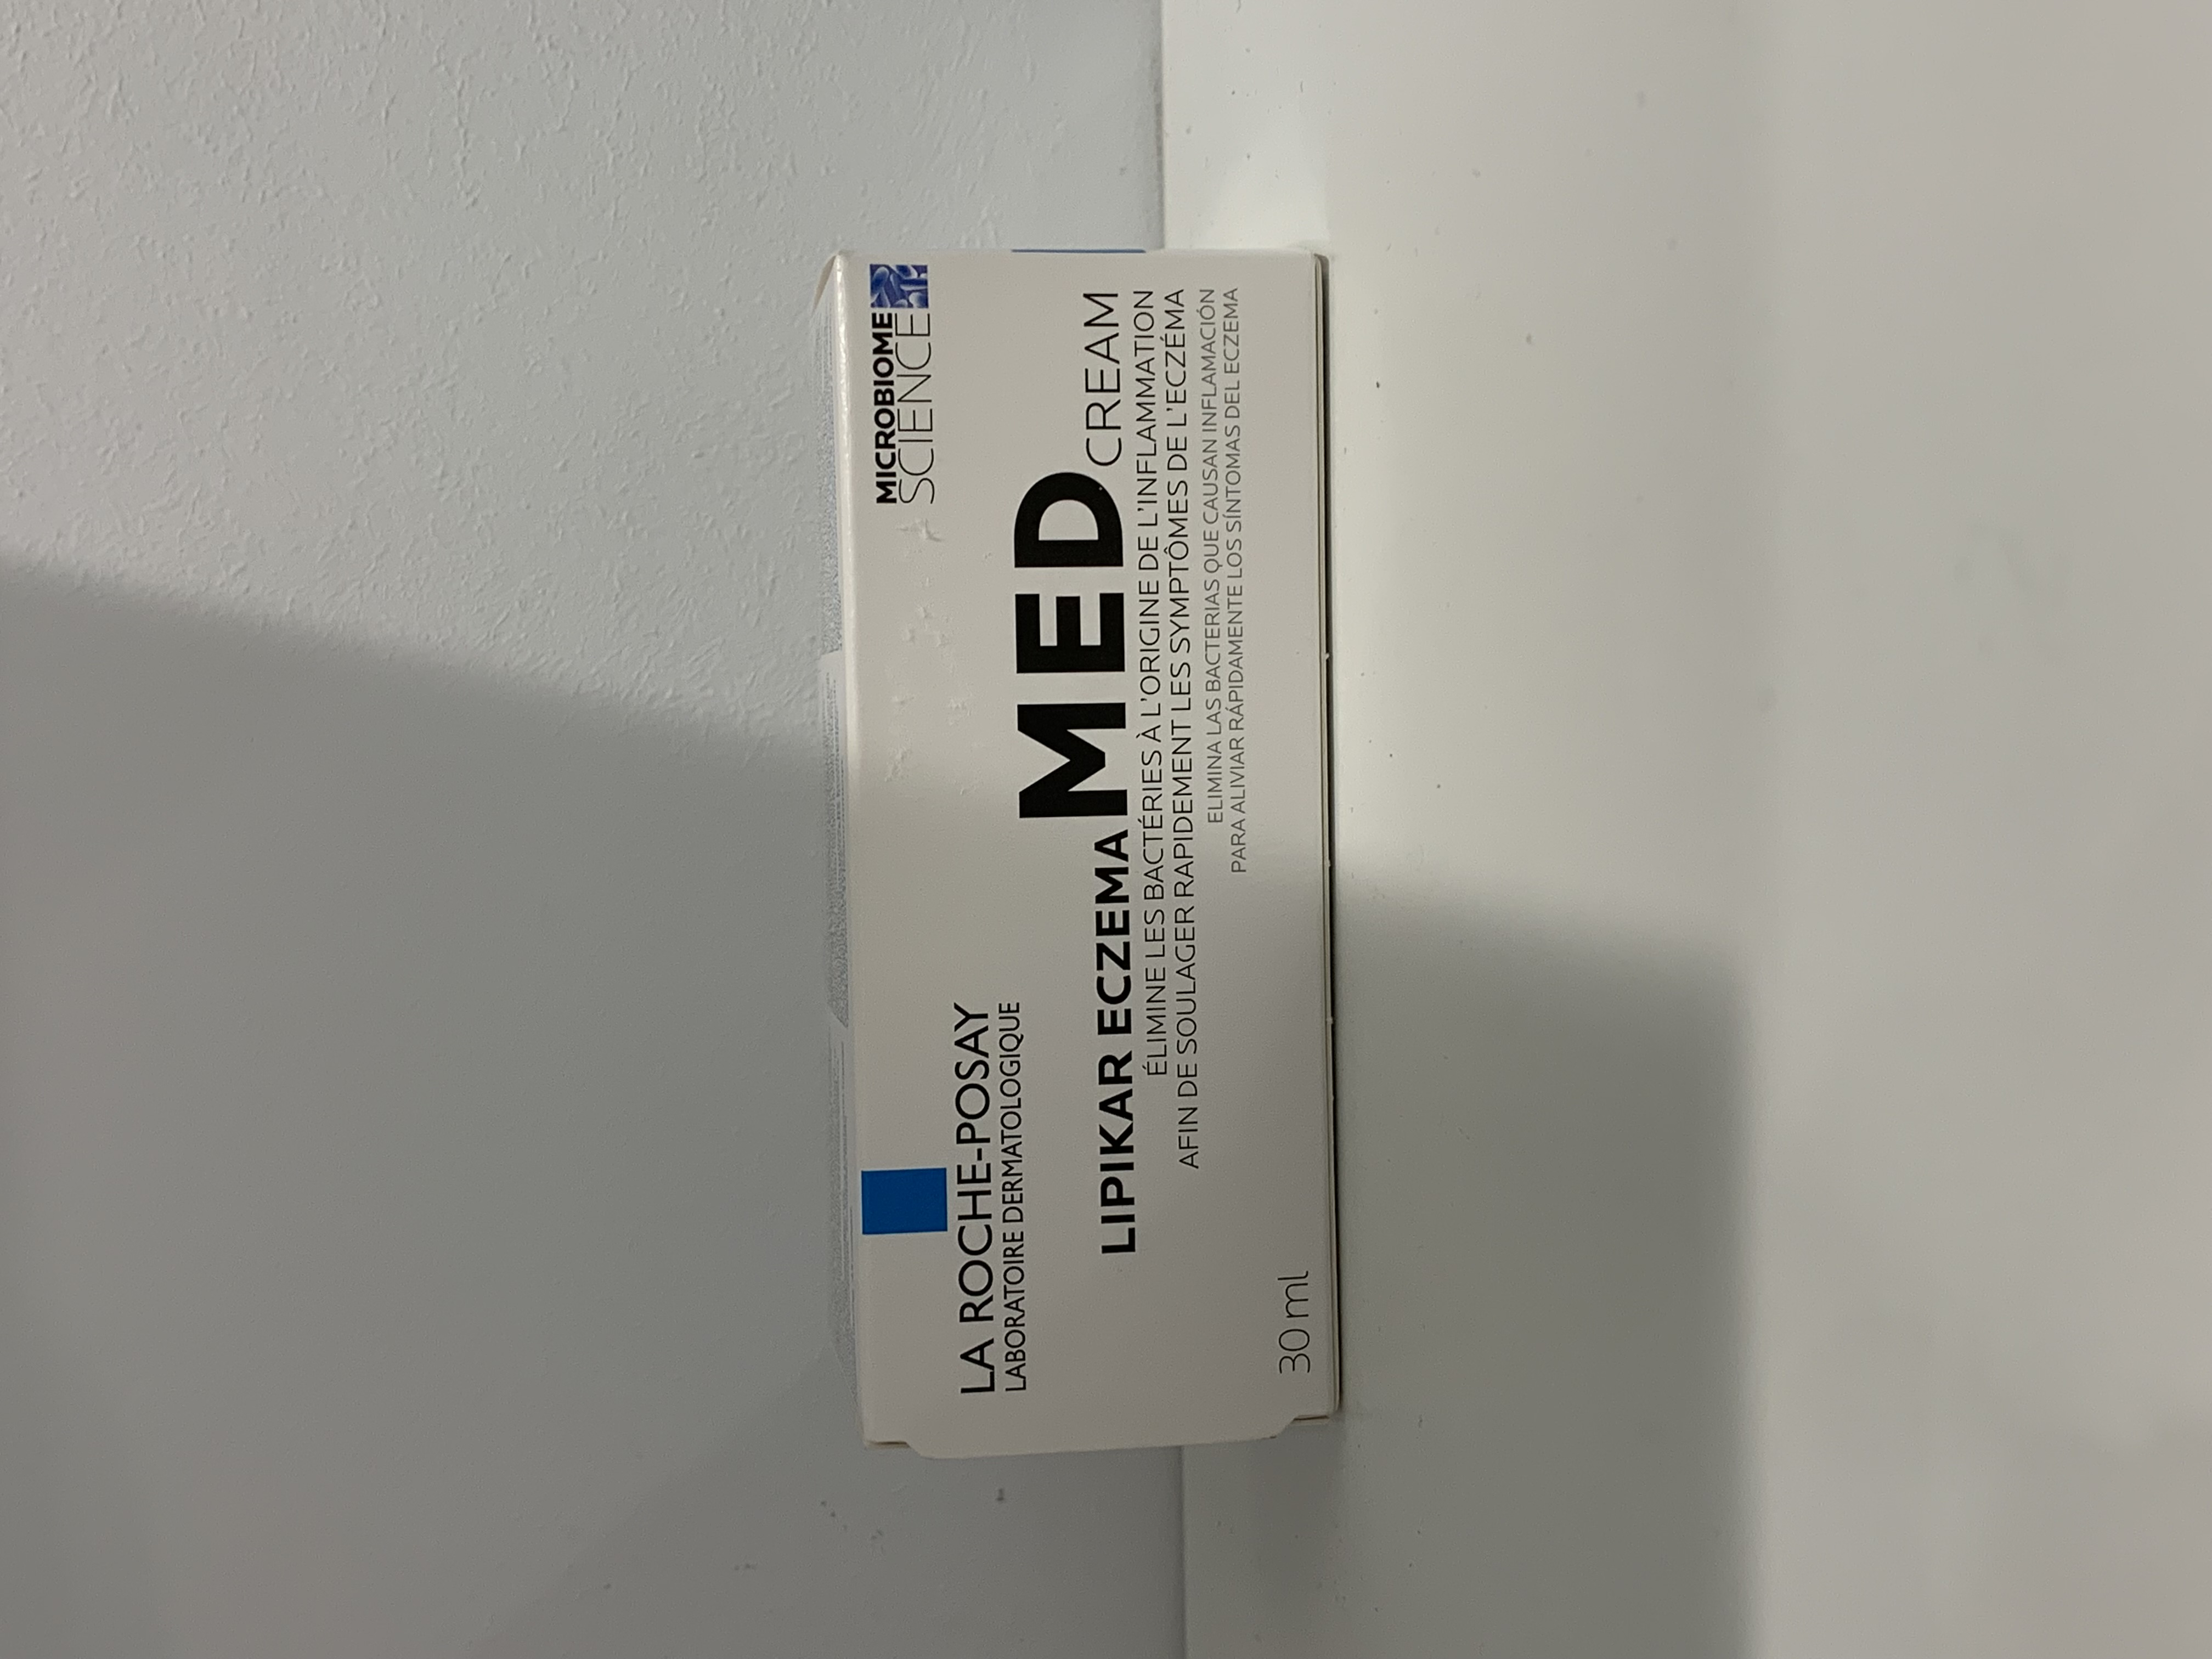 MICROBIOME
SCIENCE
LA ROCHE-POSAY
LABORATOIRE DERMATOLOGIQUE
LIPIKAR ECZEMA MED CREAM
ÉLIMINE LES BACTÉRIES À L'ORIGINE DE L'INFLAMMATION
AFIN DE SOULAGER RAPIDEMENT LES SYMPTÔMES DE L'ECZÉMA
ELIMINA LAS BACTERIAS QUE CAUSAN INFLAMACIÓN
PARA ALIVIAR RÁPIDAMENTE LOS SÍNTOMAS DEL ECZEMA
30 ml